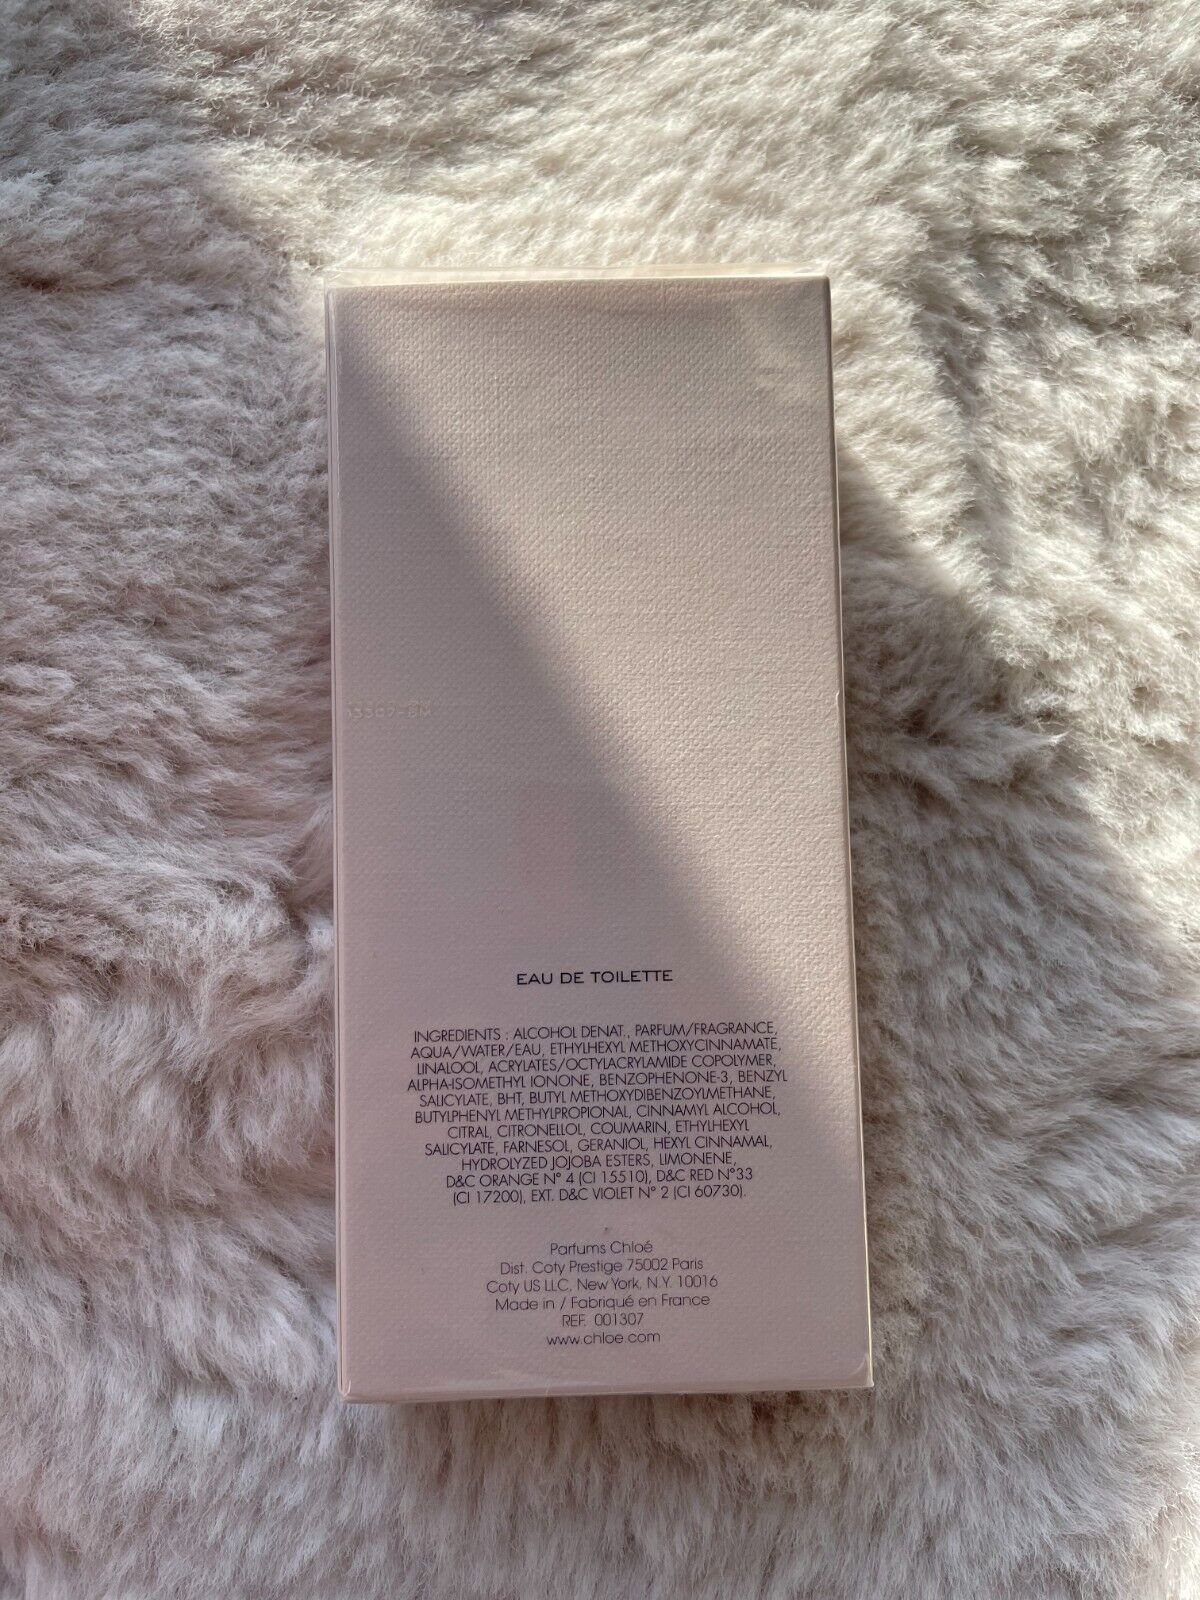 EAU DE TOILETTE
INGREDIENTS : ALCOHOL DENAT., PARFUM/FRAGRANCE,
AQUA/WATER/EAU, ETHYLHEXYL METHOXYCINNAMATE,
LINALOOL, ACRYLATES/OCTYLACRYLAMIDE COPOLYMER,
ALPHA-ISOMETHYL IONONE, BENZOPHENONE-3, BENZYL
SALICYLATE, BHT, BUTYL METHOXYDIBENZOYLMETHANE,
BUTYLPHENYL METHYLPROPIONAL, CINNAMYL ALCOHOL,
CITRAL, CITRONELLOL, COUMARIN, ETHYLHEXYL
SALICYLATE, FARNESOL, GERANIOL, HEXYL CINNAMAL,
HYDROLYZED JOJOBA ESTERS, LIMONENE,
D&C ORANGE N° 4 (CI 15510), D&C RED N°33
(CI 17200), EXT. D&C VIOLET N° 2 (CI 60730).
Parfums Chloé
Dist. Coty Prestige 75002 Paris
Coty US LLC, New York, N.Y. 10016
Made in / Fabriqué en France
REF. 001307
www.chloe.com